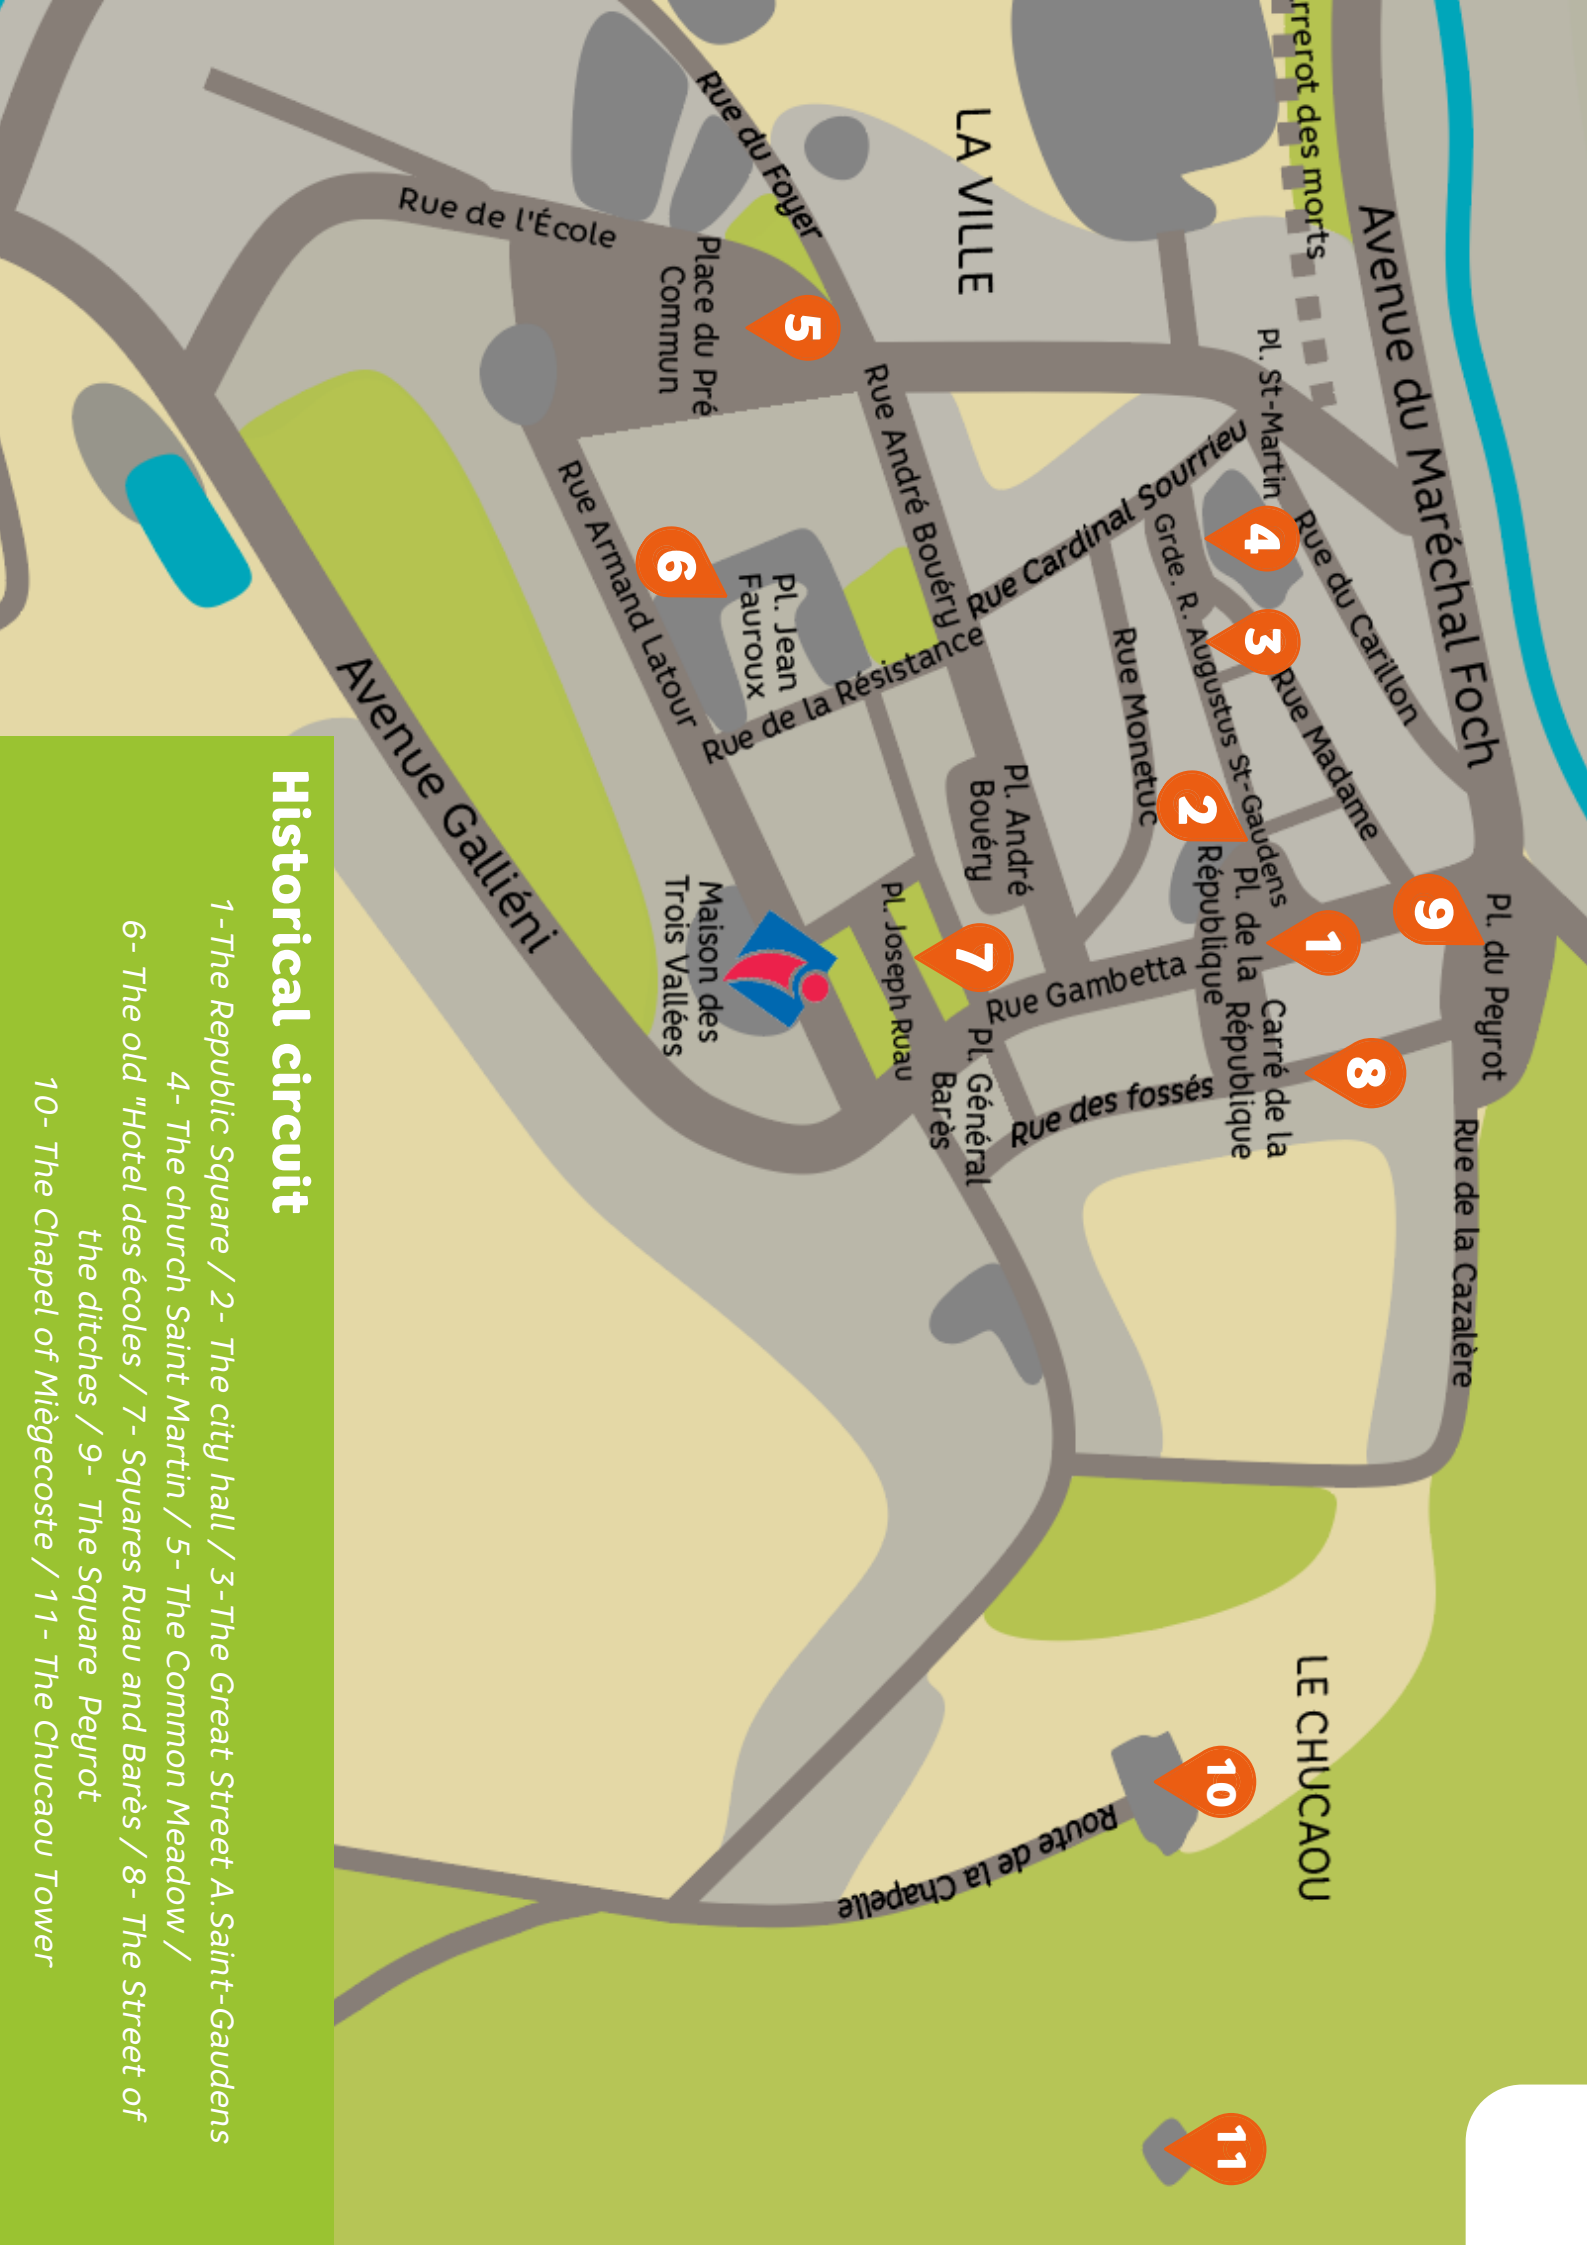 rrerot des morts
Avenue du Maréchal Foch
LA VILLE
Rue du Foyer
Rue de l'École
Place du Pré
Commun
5
Pl. St-Martin
Rue André Bouéry
Rue Cardinal Sourrieu
4
Grde. R. Augustus St-Gaudens
Rue du Carillon
3
Rue Madame
Rue Monetuc
2
Rue Armand Latour
6
Pl. Jean
Fauroux
Rue de la Résistance
Avenue Galliéni
Pl. André
Bouéry
9
Pl. du Peyrot
1
Pl. de la
République
Rue Gambetta
7
Pl. Joseph Ruau
Maison des
Trois Vallées
Carré de la
République
8
Pl. Général
Barès
Rue des fossés
Rue de la Cazalère
LE CHUCAOU
10
Route de la Chapelle
11
Historical circuit
1-The Republic Square / 2- The city hall / 3-The Great Street A.Saint-Gaudens
4- The church Saint Martin / 5- The Common Meadow /
6- The old "Hotel des écoles / 7- Squares Ruau and Barès / 8- The Street of
the ditches / 9- The Square Peyrot
10- The Chapel of Miègecoste / 11- The Chucaou Tower